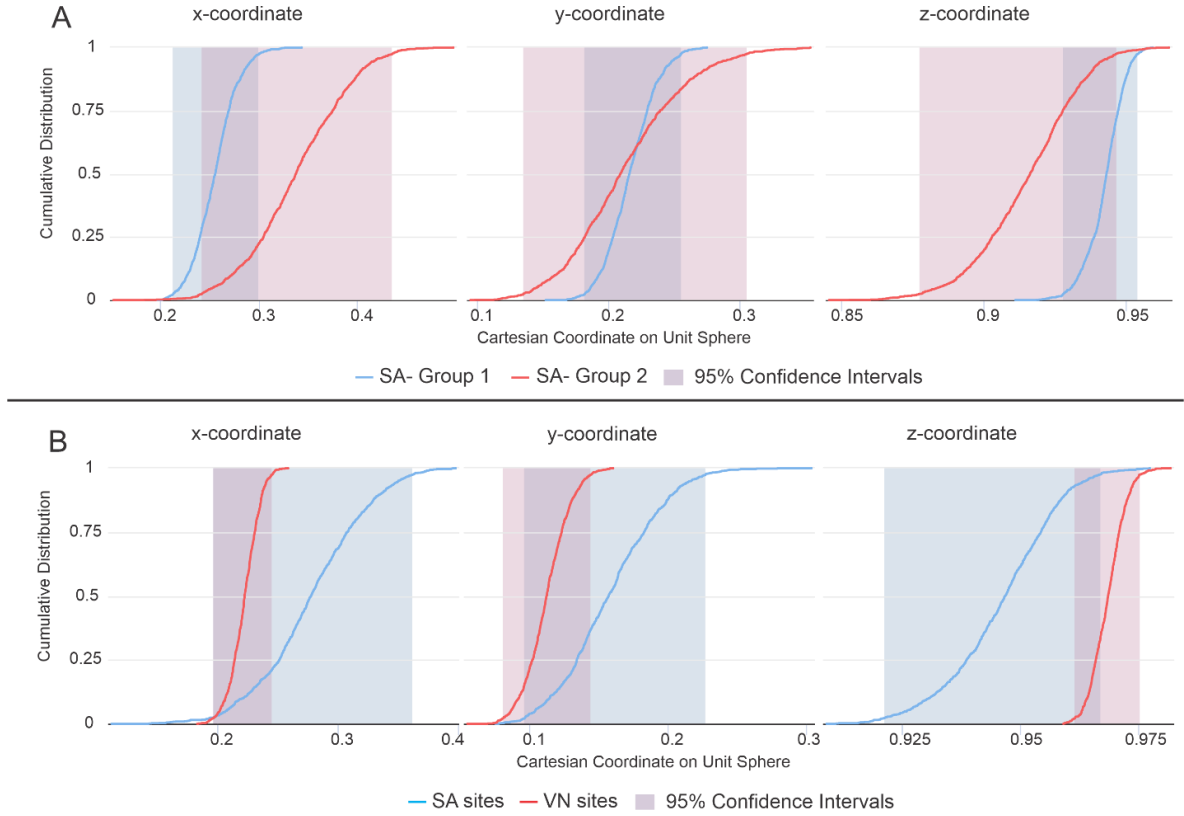 A
x-coordinate
y-coordinate
z-coordinate
Cumulative Distribution
1
0.75
0.5
0.25
0
0.2 0.3 0.4
0.1 0.2 0.3
0.85 0.9 0.95
Cartesian Coordinate on Unit Sphere
SA- Group 1 SA- Group 2 95% Confidence Intervals
B
x-coordinate
y-coordinate
z-coordinate
Cumulative Distribution
1
0.75
0.5
0.25
0
0.2 0.3 0.4
0.1 0.2 0.3
0.925 0.95 0.975
Cartesian Coordinate on Unit Sphere
SA sites VN sites 95% Confidence Intervals